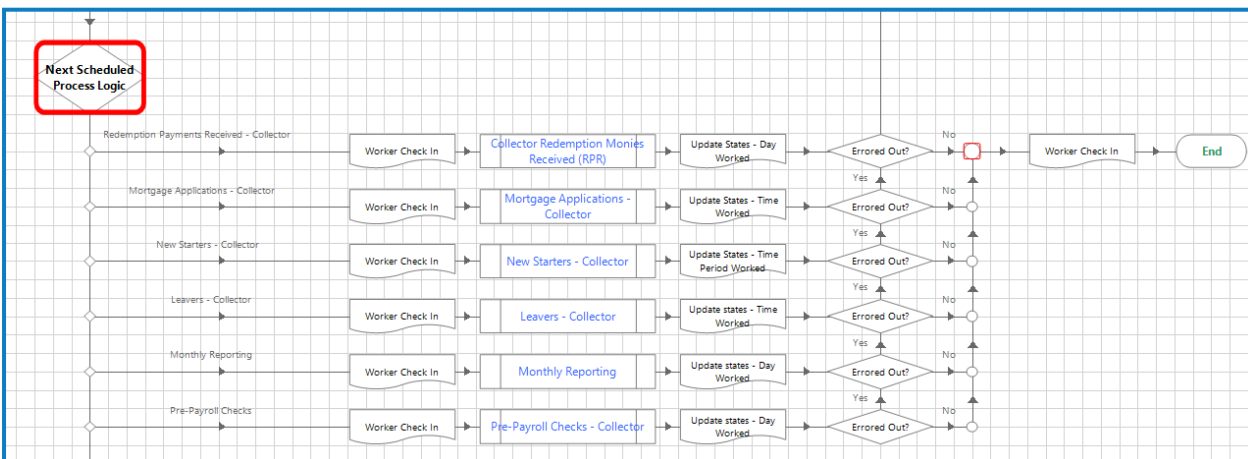 Next Scheduled
Process Logic
Redemption Payments Received - Collector
Worker Check In
Collector Redemption Monies
Received (RPR)
Update States - Day
Worked
Errored Out?
No
Worker Check In
End
Yes
Mortgage Applications - Collector
Worker Check In
Mortgage Applications -
Collector
Update States - Time
Worked
Errored Out?
No
Yes
New Starters - Collector
Worker Check In
New Starters - Collector
Update States - Time
Period Worked
Errored Out?
No
Yes
Leavers - Collector
Worker Check In
Leavers - Collector
Update states - Time
Worked
Errored Out?
No
Yes
Monthly Reporting
Worker Check In
Monthly Reporting
Update states - Day
Worked
Errored Out?
No
Yes
Pre-Payroll Checks
Worker Check In
Pre-Payroll Checks - Collector
Update states - Day
Worked
Errored Out?
No